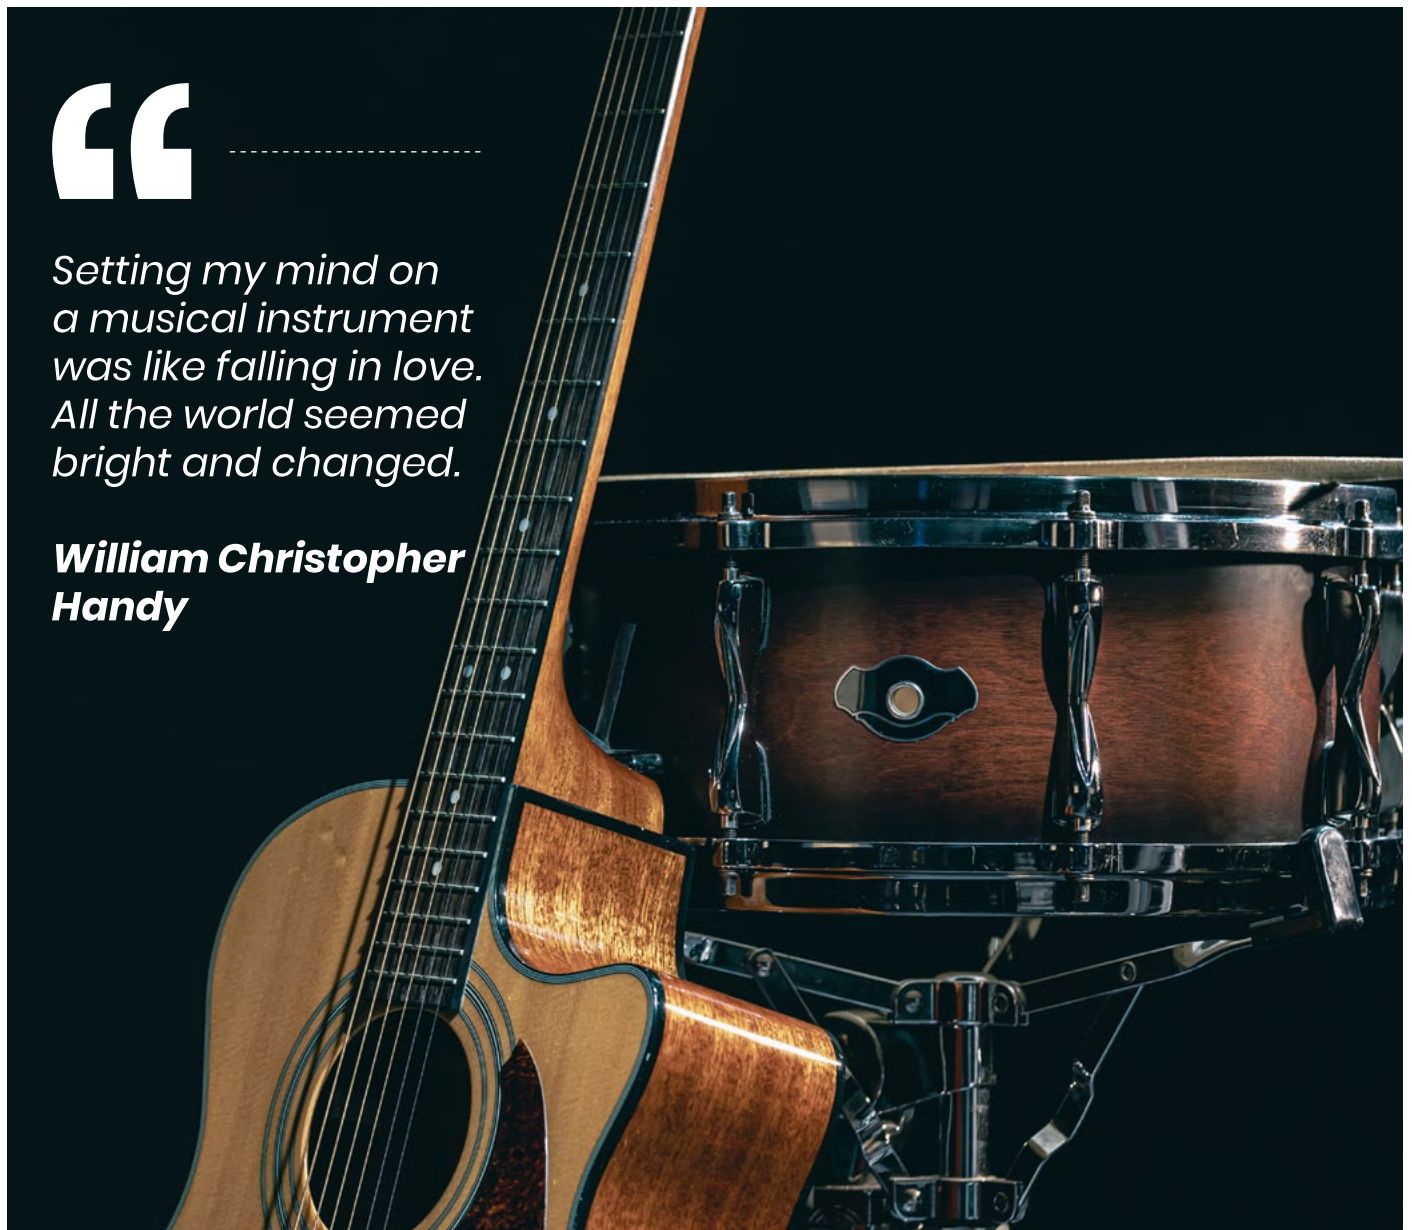 “
Setting my mind on
a musical instrument
was like falling in love.
All the world seemed
bright and changed.
William Christopher
Handy